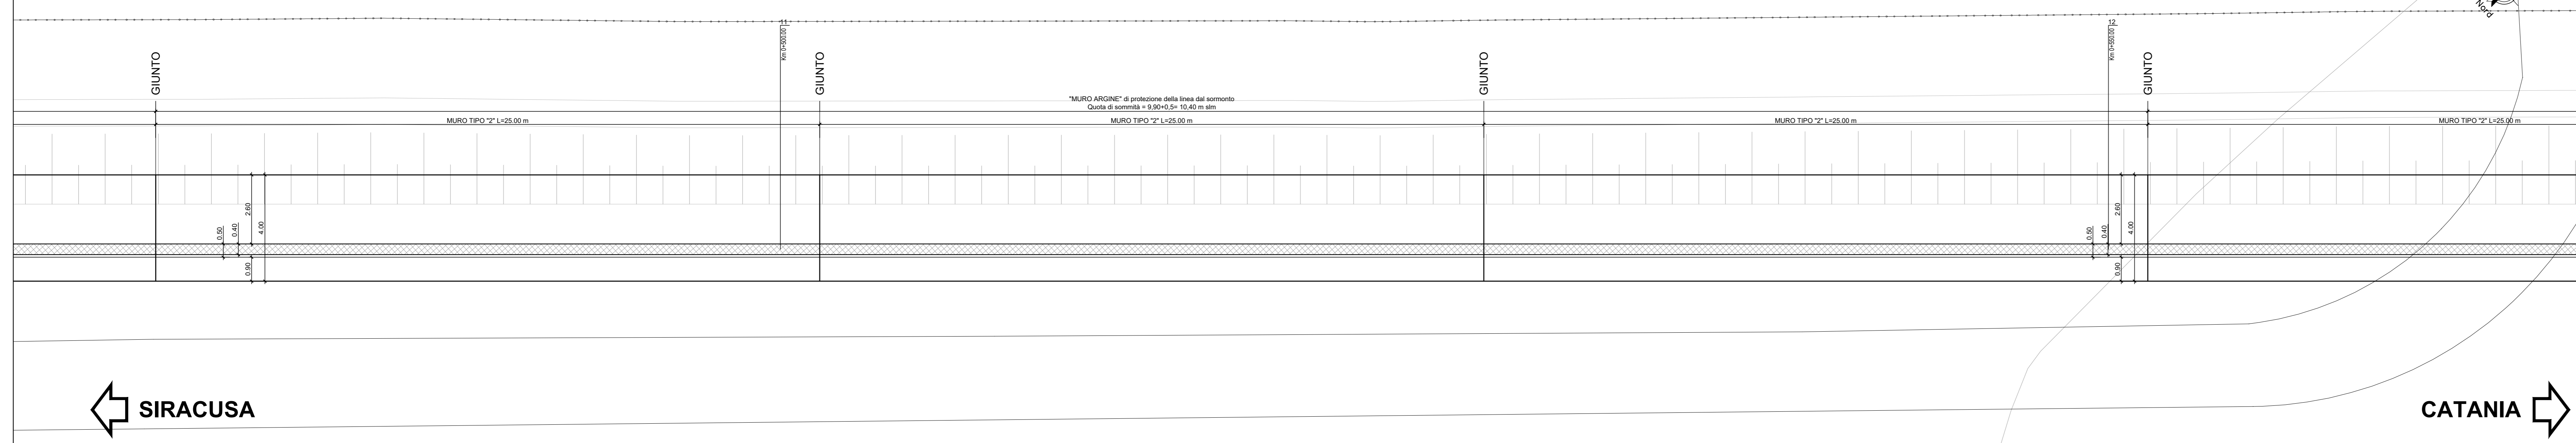 Nord
11
Km 0+500.00
12
Km 0+550.00
GIUNTO
GIUNTO
GIUNTO
GIUNTO
"MURO ARGINE" di protezione della linea dal sormonto
Quota di sommità = 9,90+0,5= 10,40 m slm
MURO TIPO "2" L=25.00 m
MURO TIPO "2" L=25.00 m
MURO TIPO "2" L=25.00 m
MURO TIPO "2" L=25.00 m
0.50
0.40
2.60
4.00
0.90
0.50
0.40
2.60
4.00
0.90
SIRACUSA
CATANIA